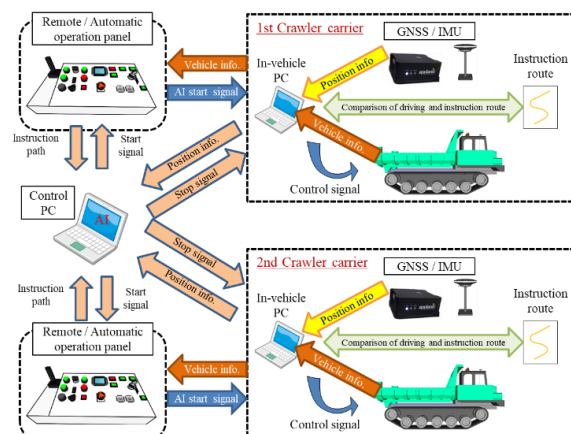 Remote / Automatic
operation panel
Vehicle info.
AI start signal
Instruction
path
Start
signal
Control
PC
AI
Position info.
Stop signal
Stop signal
Position info.
Instruction
path
Start
signal
Remote / Automatic
operation panel
Vehicle info.
AI start signal
1st Crawler carrier
GNSS / IMU
In-vehicle
PC
Position info
Instruction
route
Comparison of driving and instruction route
Vehicle info.
Control signal
2nd Crawler carrier
GNSS / IMU
In-vehicle
PC
Position info
Instruction
route
Comparison of driving and instruction route
Vehicle info.
Control signal